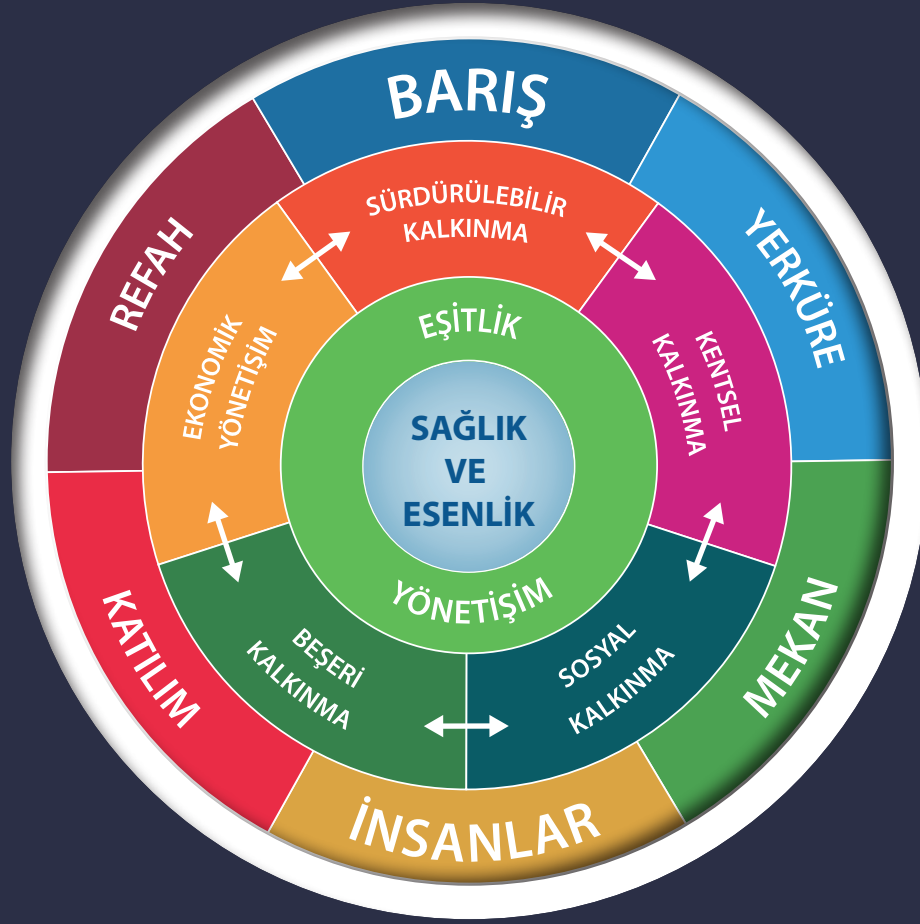 BARIŞ
YERKÜRE
MEKAN
İNSANLAR
KATILIM
REFAH
SÜRDÜRÜLEBİLİR
KALKINMA
KENTSEL
KALKINMA
SOSYAL
KALKINMA
BEŞERİ
KALKINMA
EKONOMİK
YÖNETİŞİM
EŞİTLİK
YÖNETİŞİM
SAĞLIK
VE
ESENLİK